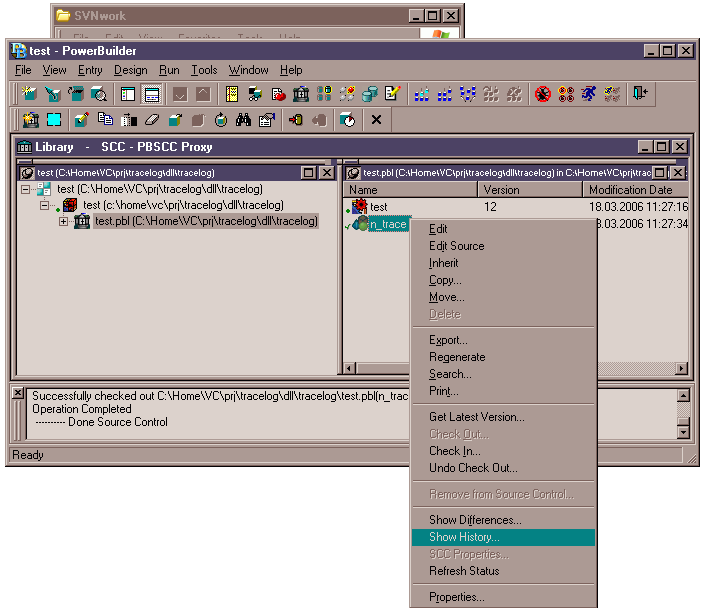 SVNwork
File Edit View Favorites Tools Help
test - PowerBuilder
File View Entry Design Run Tools Window Help
Library - SCC - PBSCC Proxy
test (C:\Home\VC\prj\tracelog\dll\tracelog)
test (C:\Home\VC\prj\tracelog\dll\tracelog)
test (c:\home\vc\prj\tracelog\dll\tracelog)
test.pbl (C:\Home\VC\prj\tracelog\dll\tracelog)
test.pbl (C:\Home\VC\prj\tracelog\dll\tracelog) in C:\Home\VC\prj\trace
Name Version Modification Date
test 12 18.03.2006 11:27:16
n_trace 8.03.2006 11:27:34
Edit
Edit Source
Inherit
Copy...
Move...
Delete
Export...
Regenerate
Search...
Print...
Get Latest Version...
Check Out...
Check In...
Undo Check Out...
Remove from Source Control...
Show Differences...
Show History...
SCC Properties...
Refresh Status
Properties...
Successfully checked out C:\Home\VC\prj\tracelog\dll\tracelog\test.pbl(n_trac
Operation Completed
--------- Done Source Control
Ready